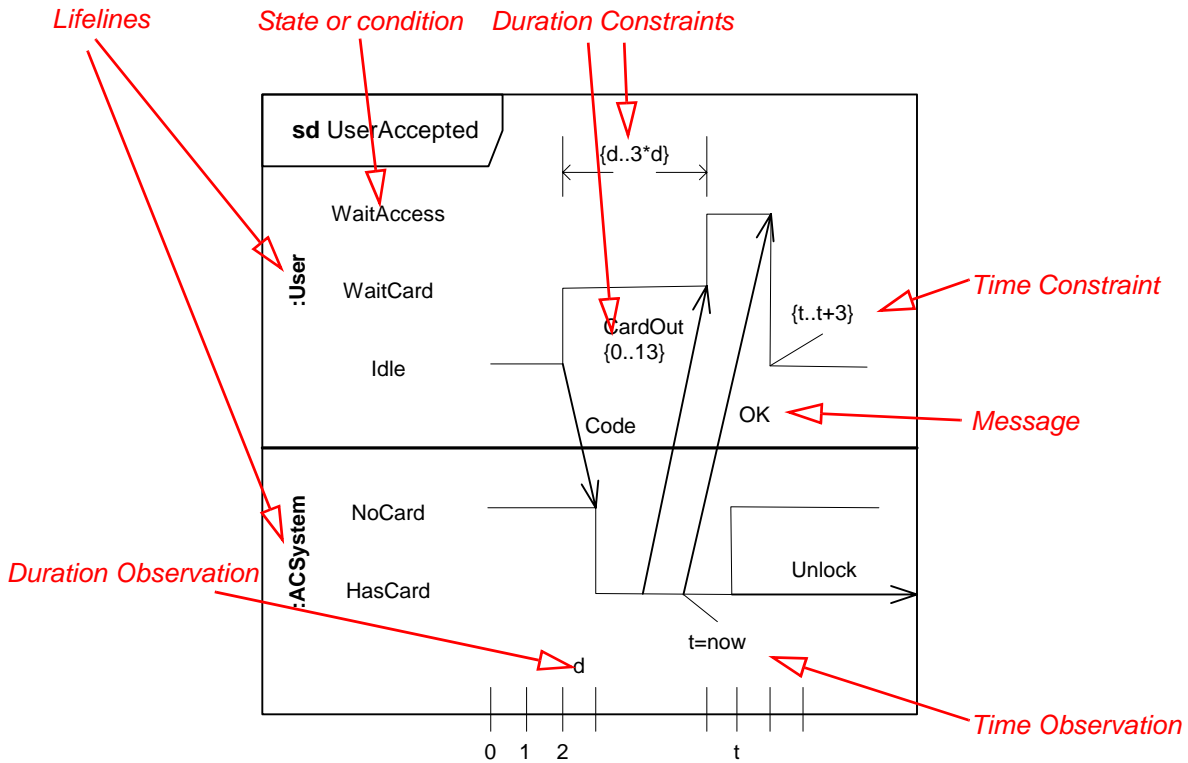 Lifelines
State or condition
Duration Constraints
sd UserAccepted
{d..3*d}
WaitAccess
:User
WaitCard
Time Constraint
{t..t+3}
CardOut
{0..13}
Idle
Code
OK
Message
NoCard
:ACSystem
Duration Observation
HasCard
Unlock
t=now
d
Time Observation
0 1 2 t